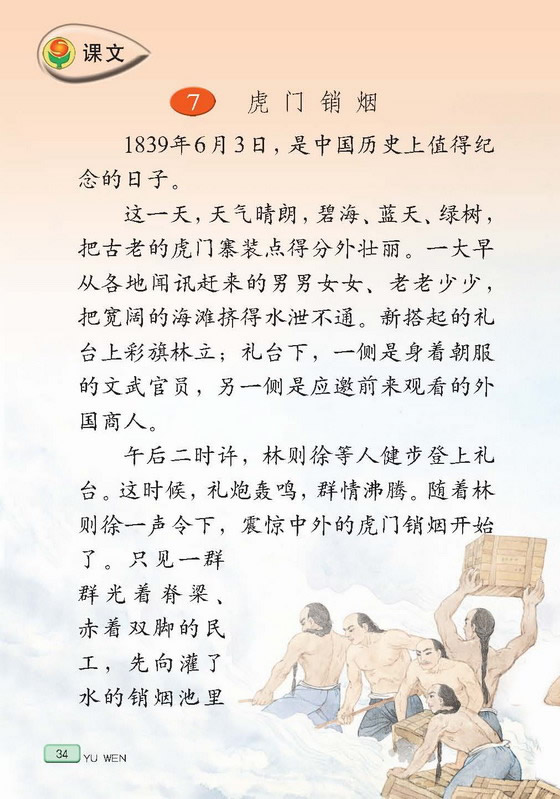 课文
7 虎门销烟
1839年6月3日，是中国历史上值得纪
念的日子。
这一天，天气晴朗，碧海、蓝天、绿树，
把古老的虎门寨装点得分外壮丽。一大早
从各地闻讯赶来的男男女女、老老少少，
把宽阔的海滩挤得水泄不通。新搭起的礼
台上彩旗林立；礼台下，一侧是身着朝服
的文武官员，另一侧是应邀前来观看的外
国商人。
午后二时许，林则徐等人健步登上礼
台。这时候，礼炮轰鸣，群情沸腾。随着林
则徐一声令下，震惊中外的虎门销烟开始
了。只见一群
群光着脊梁、
赤着双脚的民
工，先向灌了
水的销烟池里
34 YU WEN